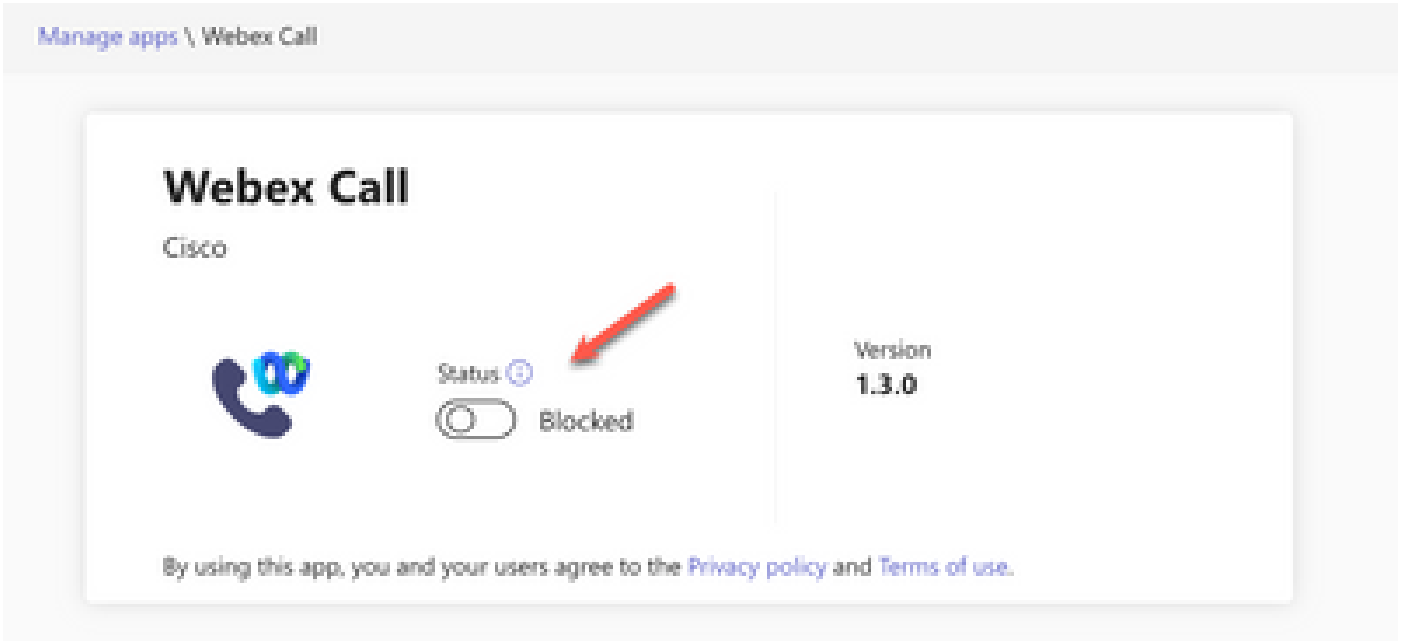 Manage apps \ Webex Call
Webex Call
Cisco
Status
Blocked
Version
1.3.0
By using this app, you and your users agree to the Privacy policy and Terms of use.